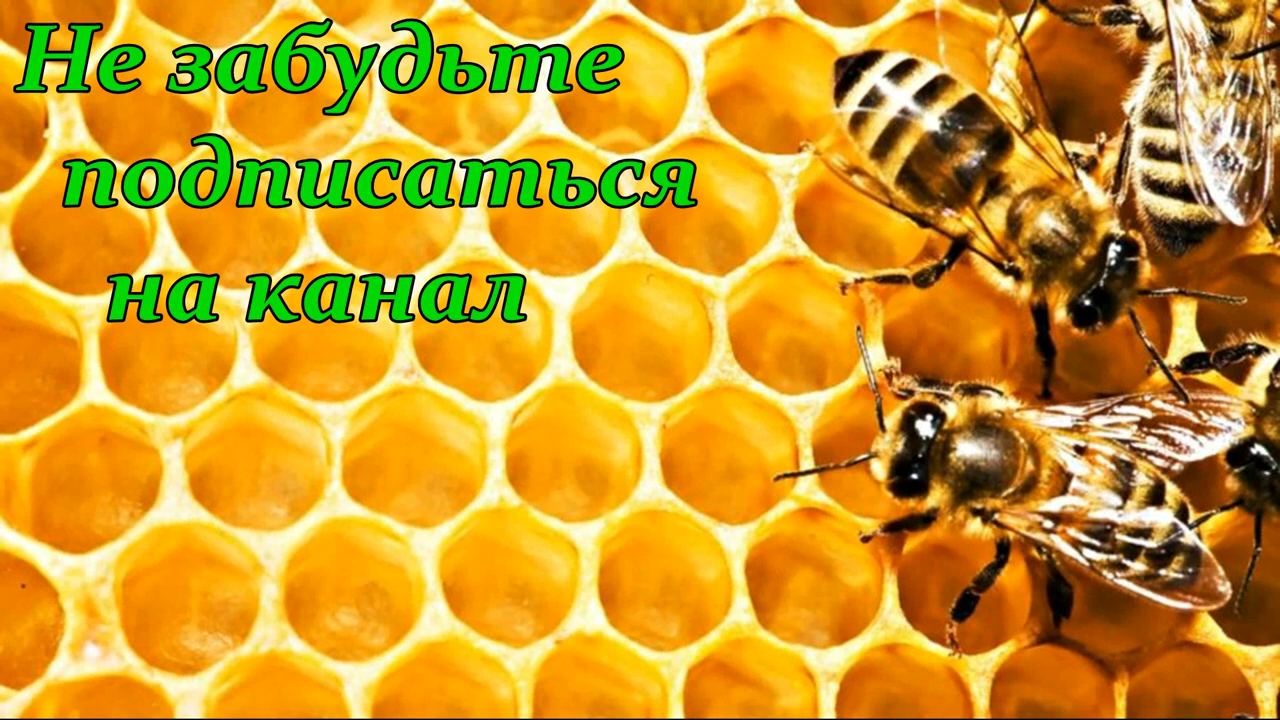 Не забудьте
подписаться
на канал